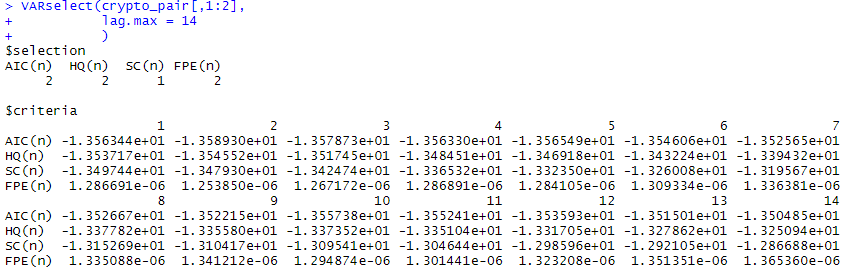 > VARselect(crypto_pair[,1:2],
+ lag.max = 14
+ )
$selection
AIC(n) HQ(n) SC(n) FPE(n)
2 2 1 2
$criteria
1 2 3 4 5 6 7
AIC(n) -1.356344e+01 -1.358930e+01 -1.357873e+01 -1.356330e+01 -1.356549e+01 -1.354606e+01 -1.352565e+01
HQ(n) -1.353717e+01 -1.354552e+01 -1.351745e+01 -1.348451e+01 -1.346918e+01 -1.343224e+01 -1.339432e+01
SC(n) -1.349744e+01 -1.347930e+01 -1.342474e+01 -1.336532e+01 -1.332350e+01 -1.326008e+01 -1.319567e+01
FPE(n) 1.286691e-06 1.253850e-06 1.267172e-06 1.286891e-06 1.284105e-06 1.309334e-06 1.336381e-06
8 9 10 11 12 13 14
AIC(n) -1.352667e+01 -1.352215e+01 -1.355738e+01 -1.355241e+01 -1.353593e+01 -1.351501e+01 -1.350485e+01
HQ(n) -1.337782e+01 -1.335580e+01 -1.337352e+01 -1.335104e+01 -1.331705e+01 -1.327862e+01 -1.325094e+01
SC(n) -1.315269e+01 -1.310417e+01 -1.309541e+01 -1.304644e+01 -1.298596e+01 -1.292105e+01 -1.286688e+01
FPE(n) 1.335088e-06 1.341212e-06 1.294874e-06 1.301441e-06 1.323208e-06 1.351351e-06 1.365360e-06